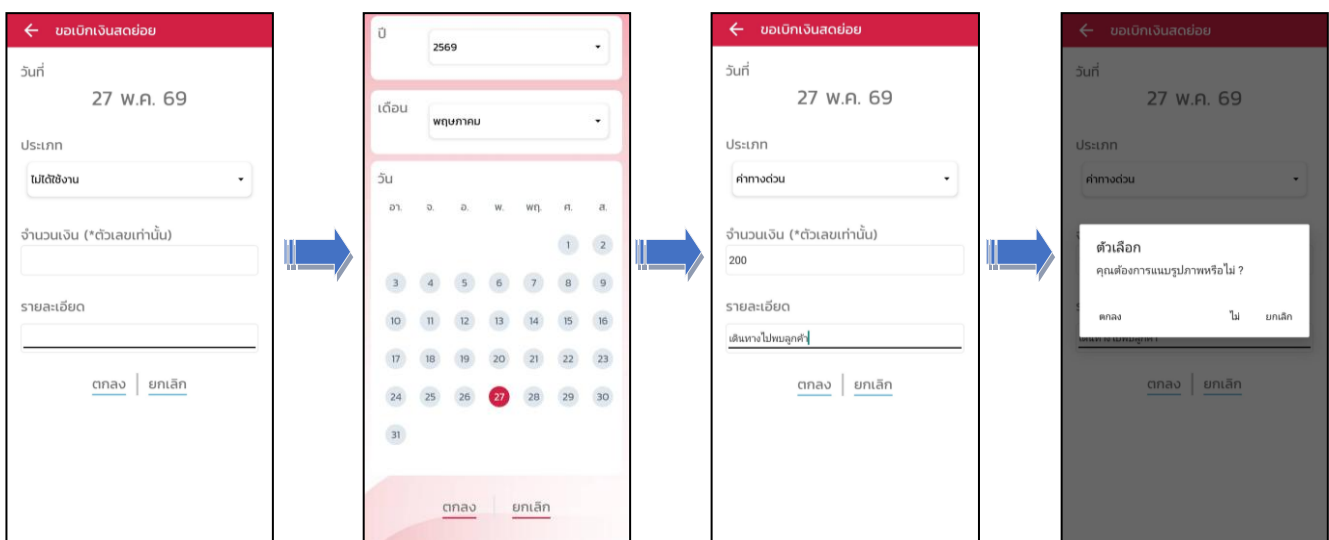 ขอเบิกเงินสดย่อย
วันที่
27 พ.ค. 69
ประเภท
ไม่ได้ใช้งาน
จำนวนเงิน (*ตัวเลขเท่านั้น)
รายละเอียด
ตกลง ยกเลิก
ปี
2569
เดือน
พฤษภาคม
วัน
อา. จ. อ. พ. พฤ. ศ. ส.
1 2
3 4 5 6 7 8 9
10 11 12 13 14 15 16
17 18 19 20 21 22 23
24 25 26 27 28 29 30
31
ตกลง ยกเลิก
ขอเบิกเงินสดย่อย
วันที่
27 พ.ค. 69
ประเภท
ค่าทางด่วน
จำนวนเงิน (*ตัวเลขเท่านั้น)
200
รายละเอียด
เดินทางไปพบลูกค้า
ตกลง ยกเลิก
ขอเบิกเงินสดย่อย
วันที่
27 พ.ค. 69
ประเภท
ค่าทางด่วน
ตัวเลือก
คุณต้องการแนบรูปภาพหรือไม่ ?
ตกลง ไม่ ยกเลิก
ตกลง ยกเลิก